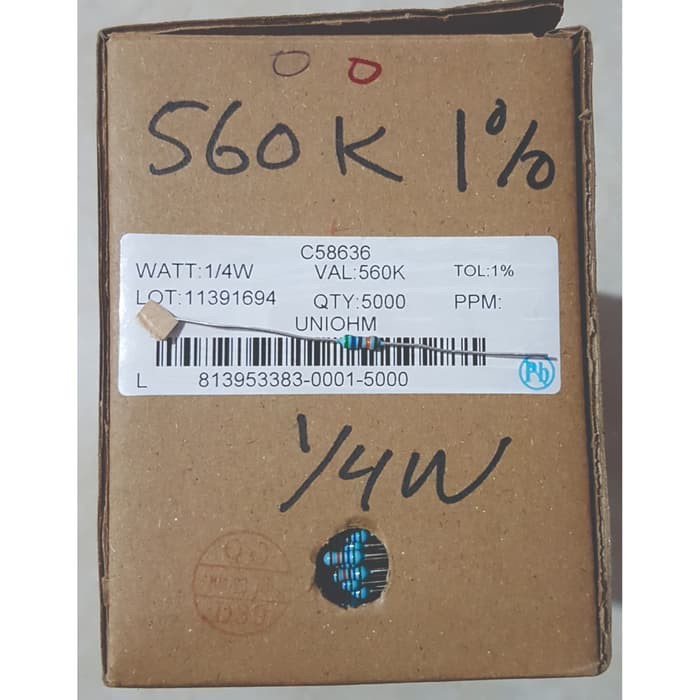 560K 1%
C58636
WATT:1/4W VAL:560K TOL:1%
LOT:11391694 QTY:5000 PPM:
UNIOHM
L 813953383-0001-5000 Pb
1/4W